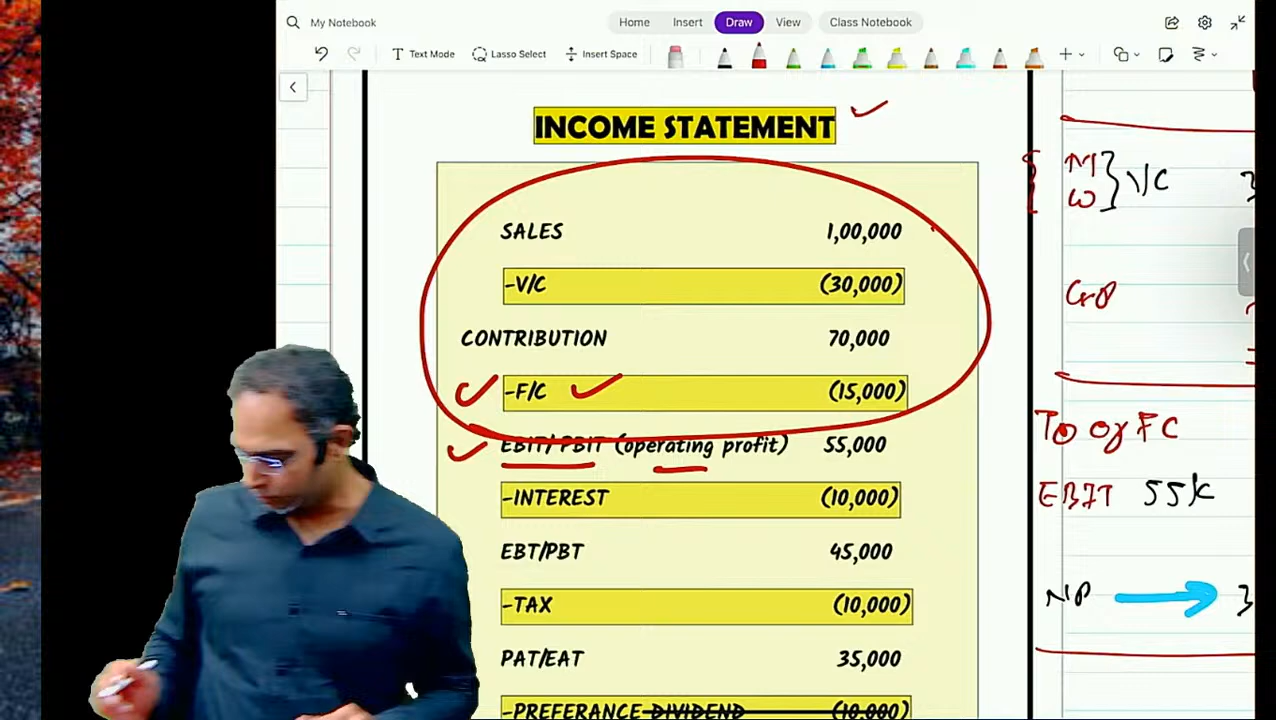 My Notebook
Home Insert Draw View Class Notebook
Text Mode Lasso Select Insert Space
INCOME STATEMENT
SALES 1,00,000
-V/C (30,000)
CONTRIBUTION 70,000
-F/C (15,000)
EBIT/PBIT (operating profit) 55,000
-INTEREST (10,000)
EBT/PBT 45,000
-TAX (10,000)
PAT/EAT 35,000
-PREFERANCE DIVIDEND (10,000)
M
W } V/C 3
GP
TO of FC
EBIT 55K
NP 3